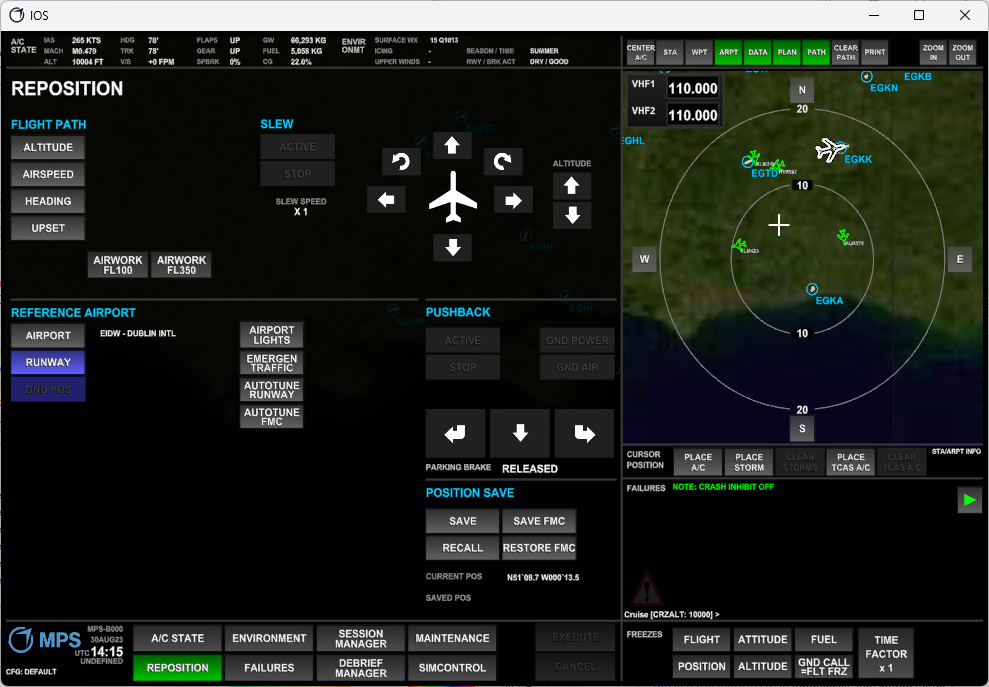 IOS
A/C STATE
IAS 265 KTS HDG 78° FLAPS UP GW 66,293 KG
MACH M0.479 TRK 78° GEAR UP FUEL 5,058 KG
ALT 10004 FT V/S +0 FPM SPBRK 0% CG 22.0%
ENVIR ONMT
SURFACE WX 15 Q1013
ICING - SEASON / TIME SUMMER
UPPER WINDS - RWY / BRK ACT DRY / GOOD
CENTER A/C
STA
WPT
ARPT
DATA
PLAN
PATH
CLEAR PATH
PRINT
ZOOM IN
ZOOM OUT
REPOSITION
FLIGHT PATH
ALTITUDE
AIRSPEED
HEADING
UPSET
AIRWORK FL100
AIRWORK FL350
SLEW
ACTIVE
STOP
SLEW SPEED
X 1
ALTITUDE
EGHO
EGHI
EGHN
EGHF
REFERENCE AIRPORT
AIRPORT
EIDW - DUBLIN INTL
RUNWAY
GND POS
AIRPORT LIGHTS
EMERGEN TRAFFIC
AUTOTUNE RUNWAY
AUTOTUNE FMC
PUSHBACK
ACTIVE
GND POWER
STOP
GND AIR
PARKING BRAKE RELEASED
POSITION SAVE
SAVE
SAVE FMC
RECALL
RESTORE FMC
CURRENT POS N51°08.7 W000°13.5
SAVED POS
VHF1 110.000
VHF2 110.000
N
20
EGKB
EGKN
EGHL
EGKK
EGTD
10
W
E
EGKA
10
20
S
CURSOR POSITION
PLACE A/C
PLACE STORM
CLEAR STORMS
PLACE TCAS A/C
CLEAR TCAS A/C
STA/ARPT INFO
FAILURES
NOTE: CRASH INHIBIT OFF
Cruise [CRZALT: 10000] >
MPS
MPS-B000
30AUG23
UTC 14:15
UNDEFINED
CFG: DEFAULT
A/C STATE
ENVIRONMENT
SESSION MANAGER
MAINTENANCE
EXECUTE
REPOSITION
FAILURES
DEBRIEF MANAGER
SIMCONTROL
CANCEL
FREEZES
FLIGHT
ATTITUDE
FUEL
TIME FACTOR x 1
POSITION
ALTITUDE
GND CALL =FLT FRZ